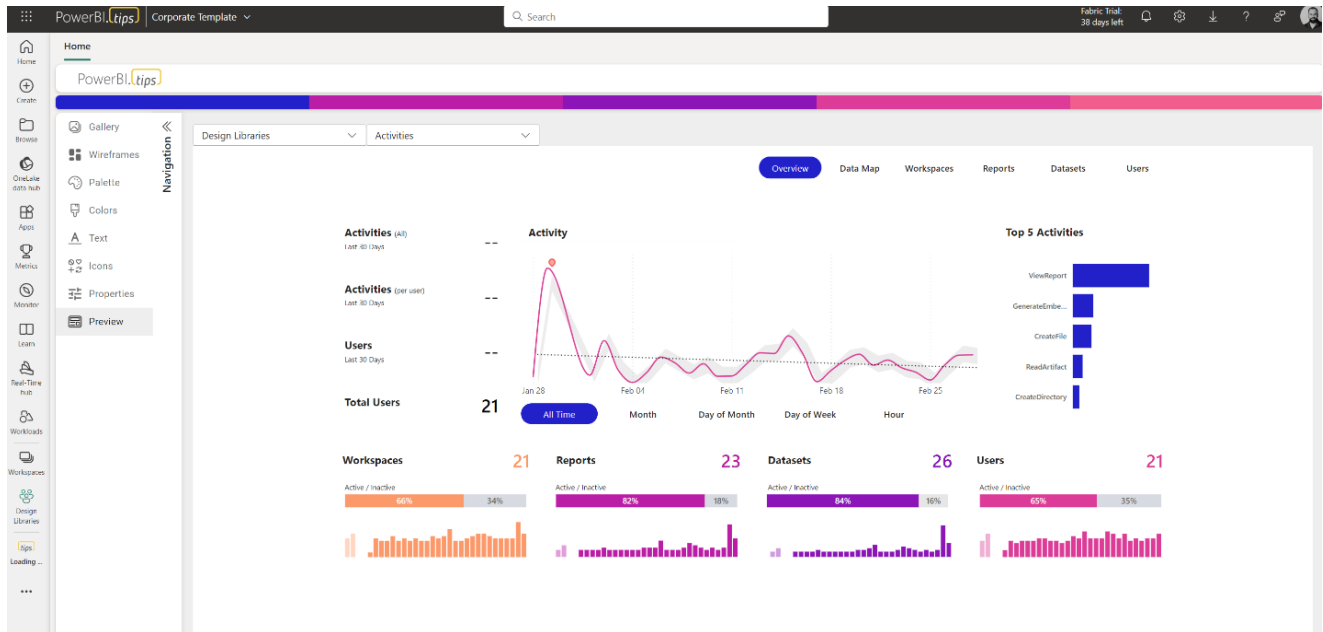 PowerBI.tips Corporate Template
Search
Fabric Trial:
38 days left
?
Home
Create
Browse
OneLake
data hub
Apps
Metrics
Monitor
Learn
Real-Time
hub
Workloads
Workspaces
Design
Libraries
tips
Loading ...
Home
PowerBI.tips
Gallery
Wireframes
Palette
Colors
Text
Icons
Properties
Preview
Navigation
Design Libraries
Activities
Overview Data Map Workspaces Reports Datasets Users
Activities (All)
Last 30 Days
--
Activities (per user)
Last 30 Days
--
Users
Last 30 Days
--
Total Users
21
Activity
Jan 28 Feb 04 Feb 11 Feb 18 Feb 25
All Time Month Day of Month Day of Week Hour
Top 5 Activities
ViewReport
GenerateEmbe...
CreateFile
ReadArtifact
CreateDirectory
Workspaces 21
Active / Inactive
66% 34%
Reports 23
Active / Inactive
82% 18%
Datasets 26
Active / Inactive
84% 16%
Users 21
Active / Inactive
65% 35%